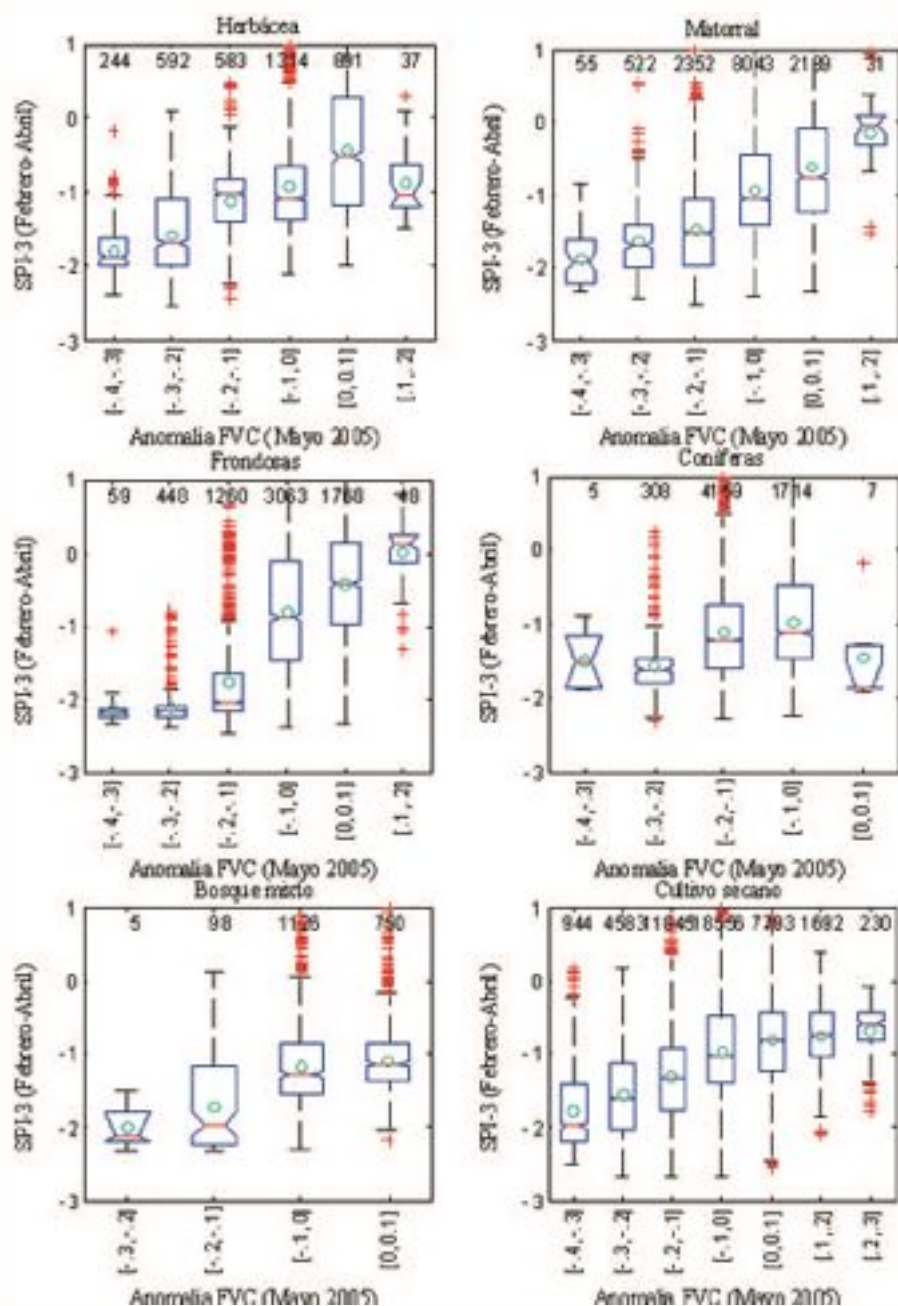 Herbácea
1
244 592 583 1314 891 37
0
-1
-2
-3
SPI-3 (Febrero-Abril)
[-.4,-.3] [-.3,-.2] [-.2,-.1] [-.1,0] [0,0.1] [.1,.2]
Anomalia FVC (Mayo 2005)
Matorral
1
55 522 2352 8043 2189 31
0
-1
-2
-3
SPI-3 (Febrero-Abril)
[-.4,-.3] [-.3,-.2] [-.2,-.1] [-.1,0] [0,0.1] [.1,.2]
Anomalia FVC (Mayo 2005)
Frondosas
1
59 448 1260 3063 1768
0
-1
-2
-3
SPI-3 (Febrero-Abril)
[-.4,-.3] [-.3,-.2] [-.2,-.1] [-.1,0] [0,0.1] [.1,.2]
Anomalia FVC (Mayo 2005)
Coníferas
1
5 308 1714 7
0
-1
-2
-3
SPI-3 (Febrero-Abril)
[-.4,-.3] [-.3,-.2] [-.2,-.1] [-.1,0] [0,0.1]
Anomalia FVC (Mayo 2005)
Bosque mixto
1
5 98
0
-1
-2
-3
SPI-3 (Febrero-Abril)
[-.3,-.2] [-.2,-.1] [-.1,0] [0,0.1]
Anomalia FVC (Mayo 2005)
Cultivo secano
1
944 4583 1692 230
0
-1
-2
-3
SPI-3 (Febrero-Abril)
[-.4,-.3] [-.3,-.2] [-.2,-.1] [-.1,0] [0,0.1] [.1,.2] [.2,.3]
Anomalia FVC (Mayo 2005)